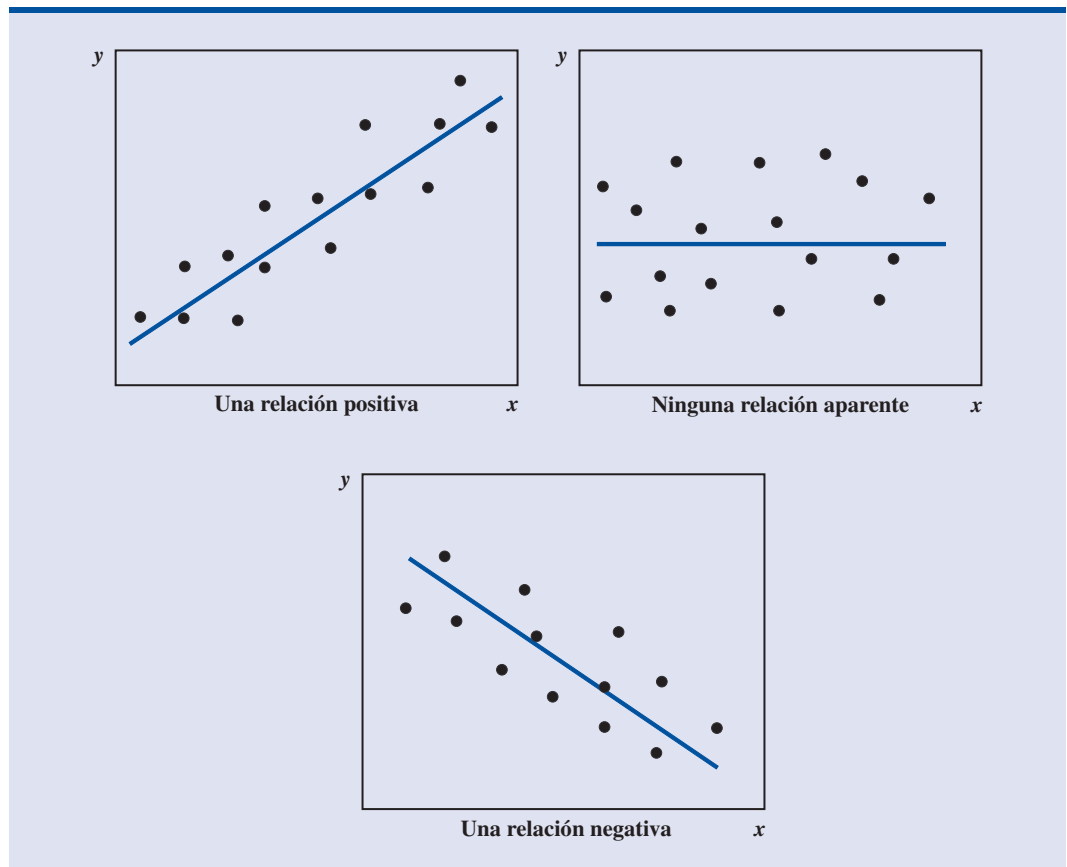 y
y
Una relación positiva x
Ninguna relación aparente x
y
Una relación negativa x